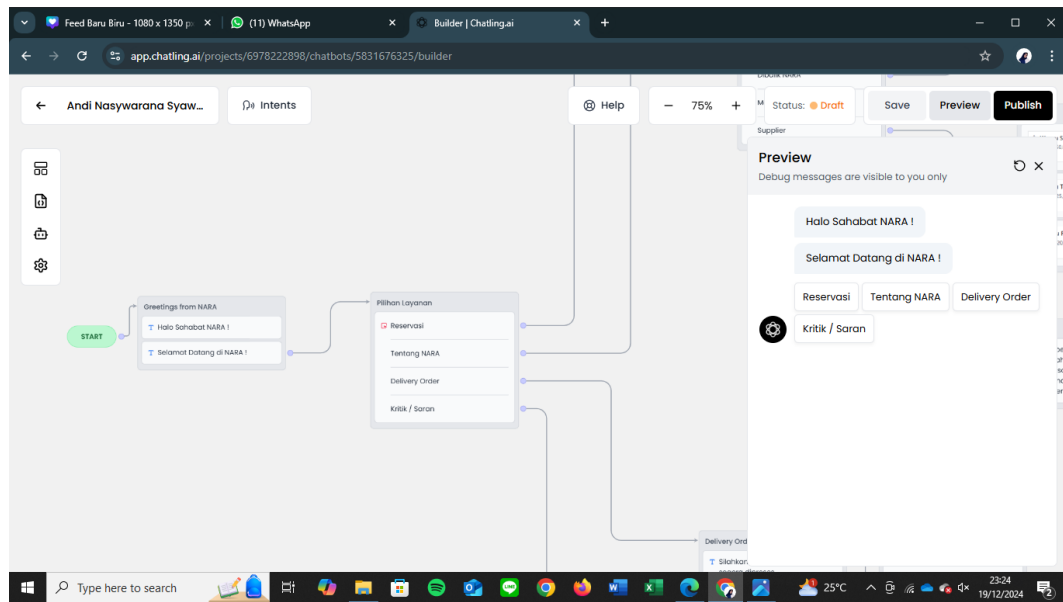 Feed Baru Biru - 1080 x 1350 p
(11) WhatsApp
Builder | Chatling.ai
app.chatling.ai/projects/6978222898/chatbots/5831676325/builder
Andi Nasywarana Syaw...
Intents
Help
75%
Status: Draft
Save
Preview
Publish
Supplier
Preview
Debug messages are visible to you only
Halo Sahabat NARA !
Selamat Datang di NARA !
Reservasi
Tentang NARA
Delivery Order
Kritik / Saran
START
Greetings from NARA
Halo Sahabat NARA !
Selamat Datang di NARA !
Pilihan Layanan
Reservasi
Tentang NARA
Delivery Order
Kritik / Saran
Delivery Ord
Silahkan
Type here to search
25°C
23:24
19/12/2024